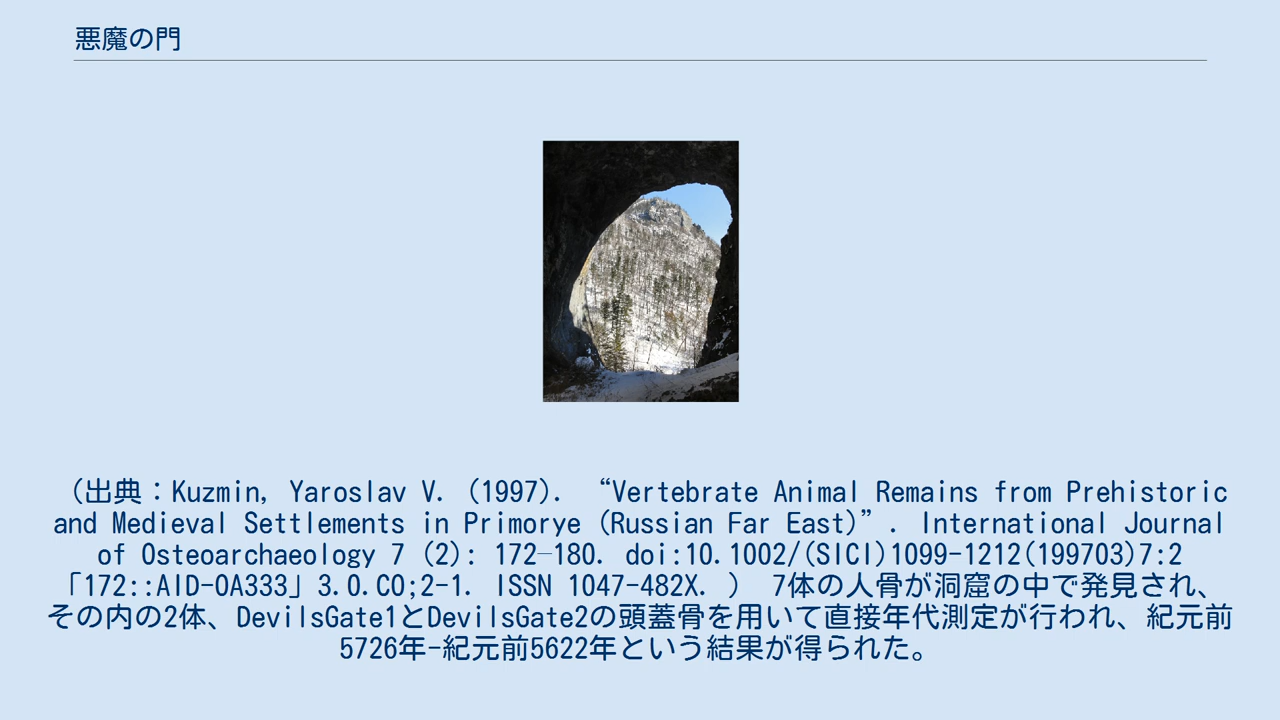 悪魔の門
（出典：Kuzmin, Yaroslav V. (1997). “Vertebrate Animal Remains from Prehistoric
and Medieval Settlements in Primorye (Russian Far East)”. International Journal
of Osteoarchaeology 7 (2): 172–180. doi:10.1002/(SICI)1099-1212(199703)7:2
「172::AID-OA333」3.0.CO;2-1. ISSN 1047-482X. ） 7体の人骨が洞窟の中で発見され、
その内の2体、DevilsGate1とDevilsGate2の頭蓋骨を用いて直接年代測定が行われ、紀元前
5726年-紀元前5622年という結果が得られた。